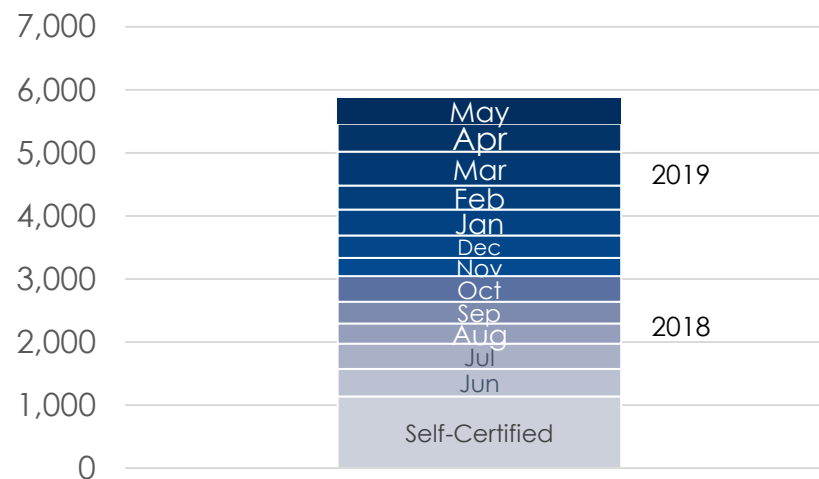 7,000
6,000
May
Apr
5,000
Mar
2019
Feb
4,000
Jan
Dec
Nov
3,000
Oct
Sep
2018
Aug
2,000
Jul
Jun
1,000
Self-Certified
0